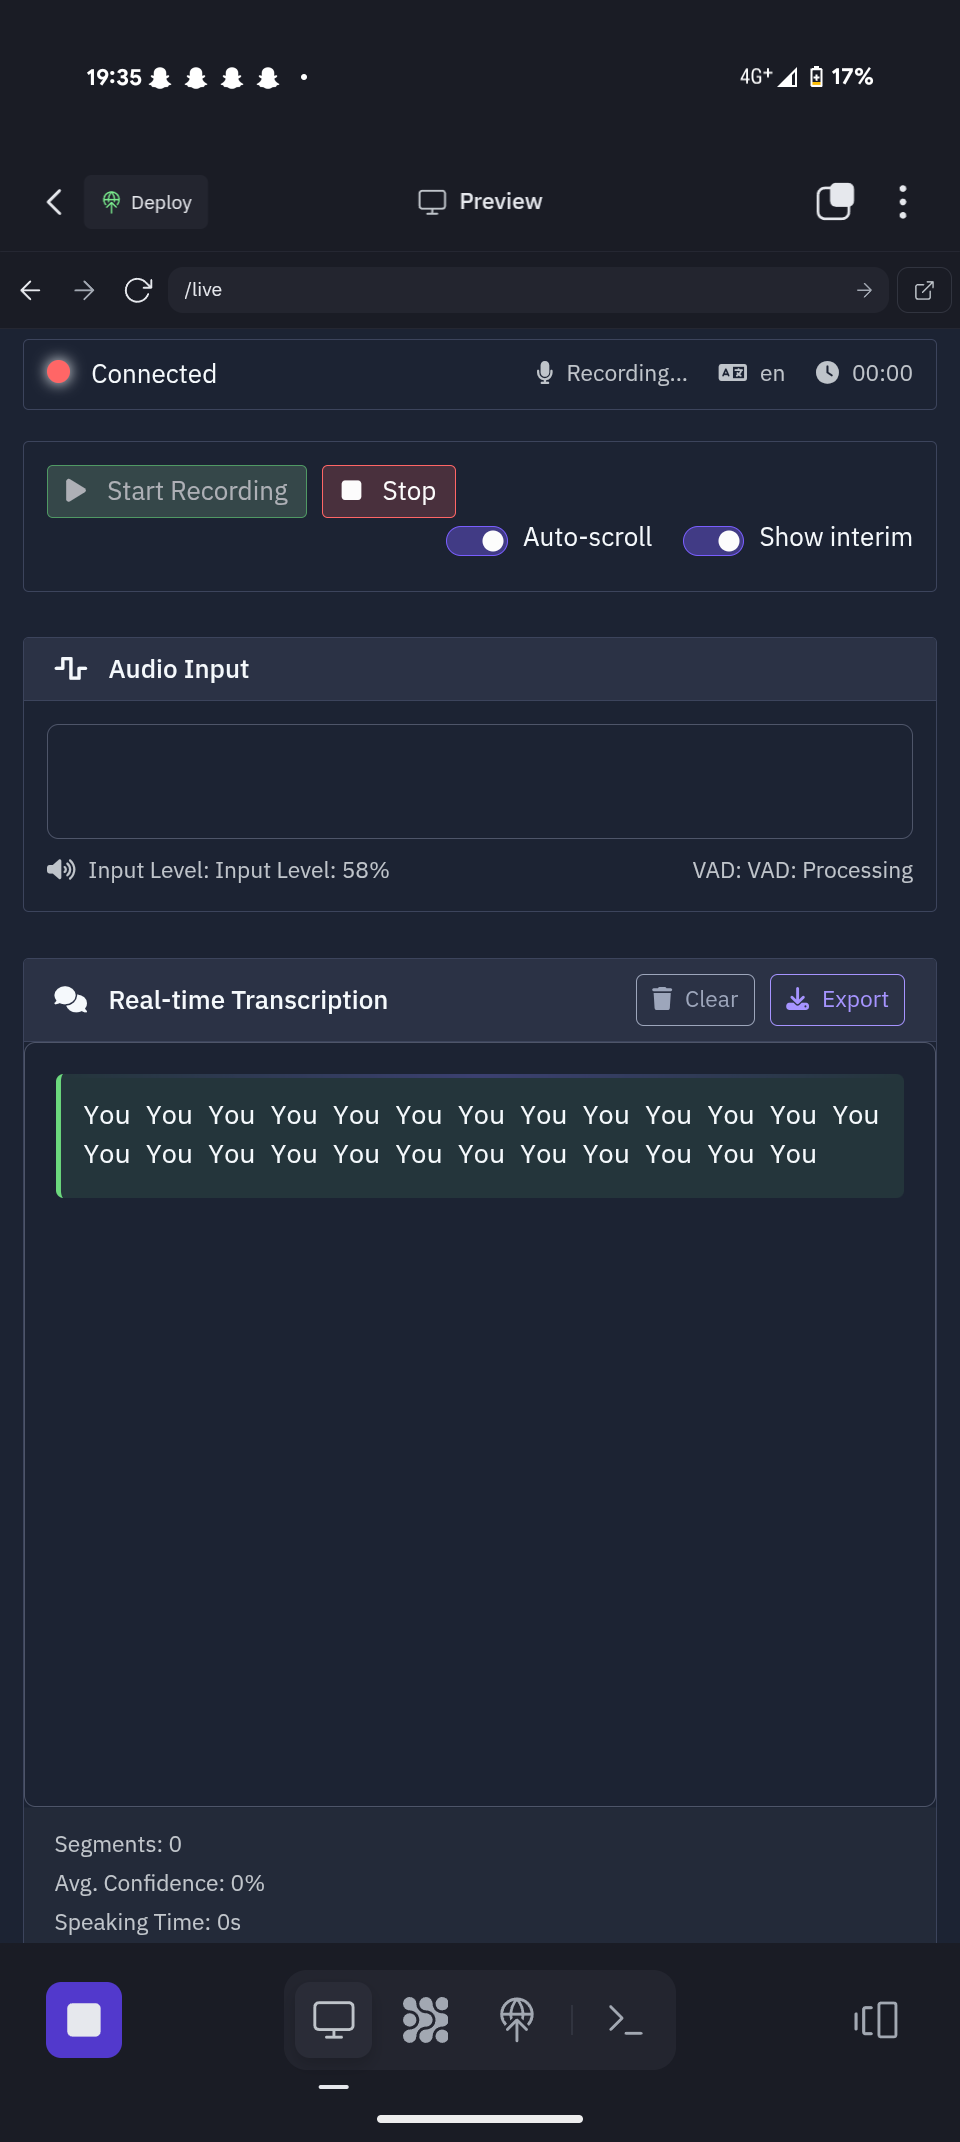 19:35
4G+ 17%
Deploy
Preview
/live
Connected
Recording...
en
00:00
Start Recording
Stop
Auto-scroll
Show interim
Audio Input
Input Level: Input Level: 58%
VAD: VAD: Processing
Real-time Transcription
Clear
Export
You You You You You You You You You You You You You
You You You You You You You You You You You You
Segments: 0
Avg. Confidence: 0%
Speaking Time: 0s